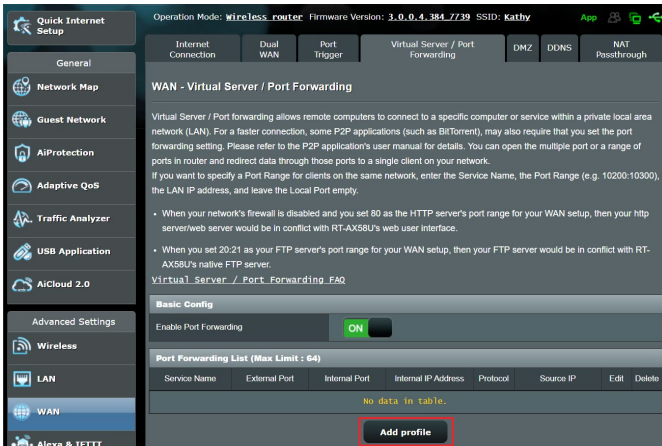 Quick Internet
Setup
General
Network Map
Guest Network
AiProtection
Adaptive QoS
Traffic Analyzer
USB Application
AiCloud 2.0
Advanced Settings
Wireless
LAN
WAN
Alexa & IFTTT
Operation Mode: Wireless router Firmware Version: 3.0.0.4.384_7739 SSID: Kathy App
Internet
Connection
Dual
WAN
Port
Trigger
Virtual Server / Port
Forwarding
DMZ
DDNS
NAT
Passthrough
WAN - Virtual Server / Port Forwarding
Virtual Server / Port forwarding allows remote computers to connect to a specific computer or service within a private local area
network (LAN). For a faster connection, some P2P applications (such as BitTorrent), may also require that you set the port
forwarding setting. Please refer to the P2P application's user manual for details. You can open the multiple port or a range of
ports in router and redirect data through those ports to a single client on your network.
If you want to specify a Port Range for clients on the same network, enter the Service Name, the Port Range (e.g. 10200:10300),
the LAN IP address, and leave the Local Port empty.
• When your network's firewall is disabled and you set 80 as the HTTP server's port range for your WAN setup, then your http
server/web server would be in conflict with RT-AX58U's web user interface.
• When you set 20:21 as your FTP server's port range for your WAN setup, then your FTP server would be in conflict with RT-
AX58U's native FTP server.
Virtual Server / Port Forwarding FAQ
Basic Config
Enable Port Forwarding ON
Port Forwarding List (Max Limit : 64)
Service Name External Port Internal Port Internal IP Address Protocol Source IP Edit Delete
No data in table.
Add profile